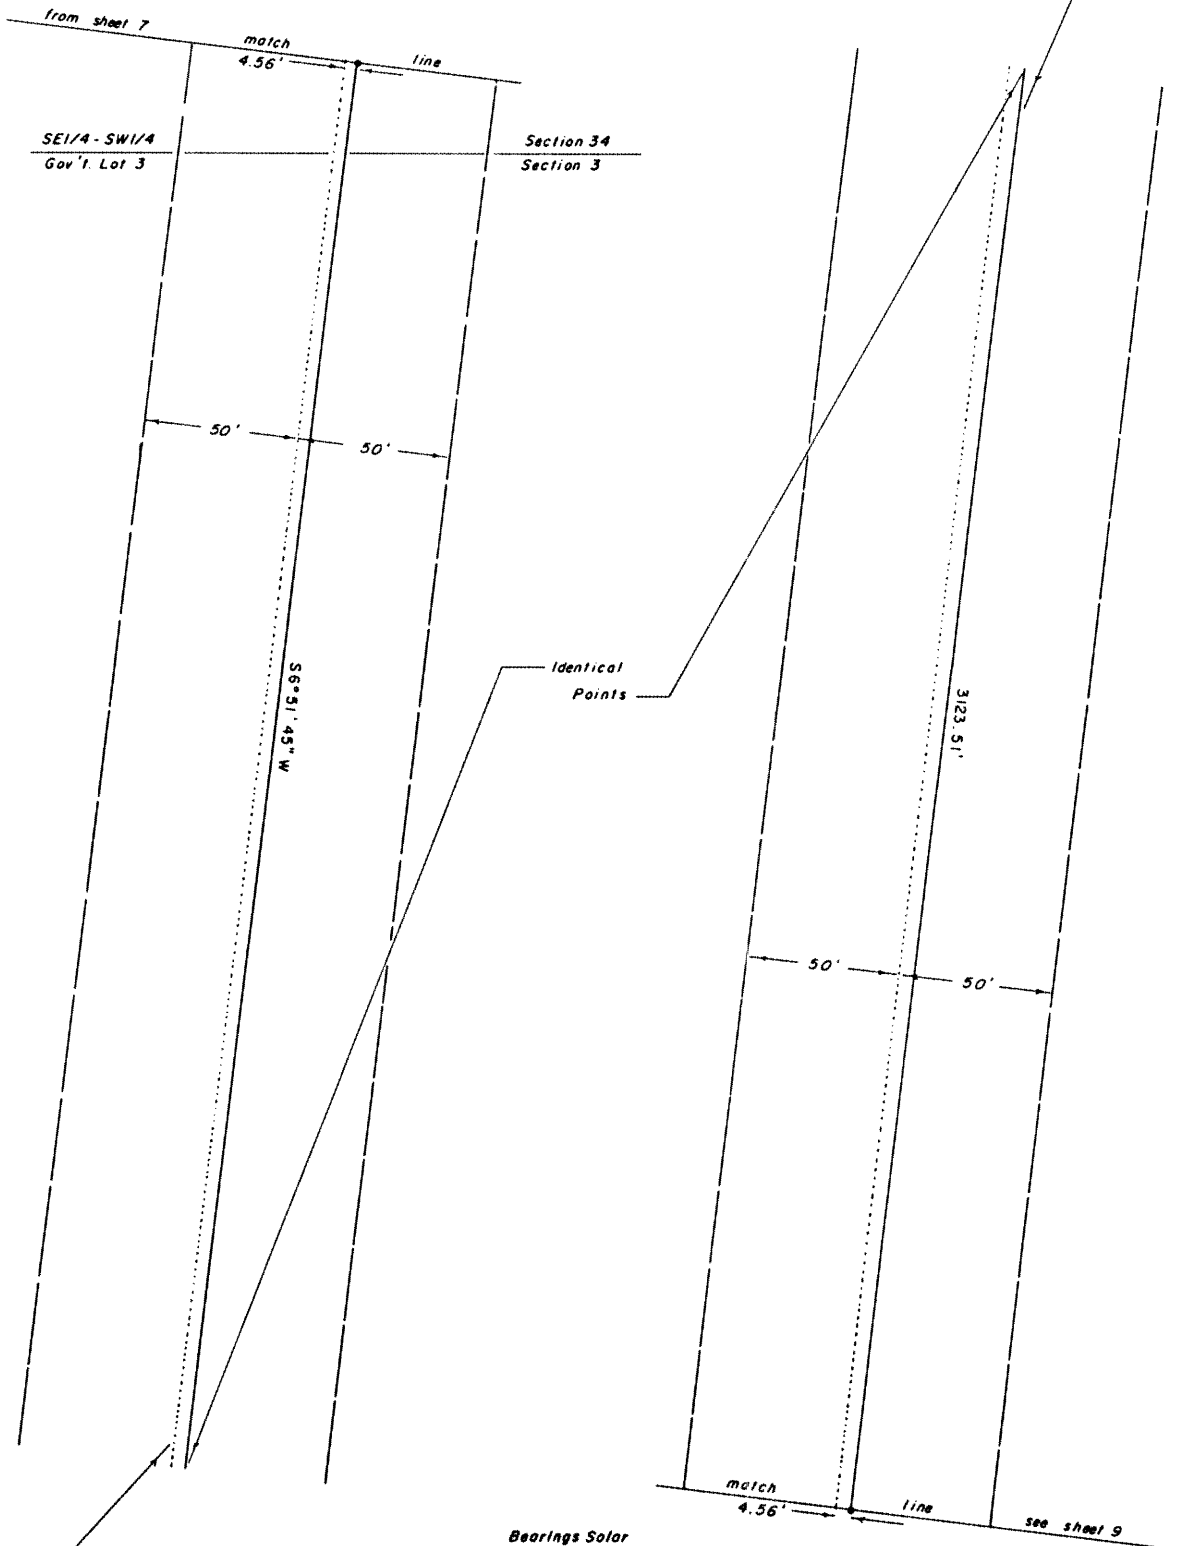 from sheet 7
match
4.56'
line
SE1/4 - SW1/4
Gov't. Lot 3
Section 34
Section 3
50'
50'
S6°51'45" W
Identical
Points
3123.51'
50'
50'
match
4.56'
line
see sheet 9
Bearings Solar